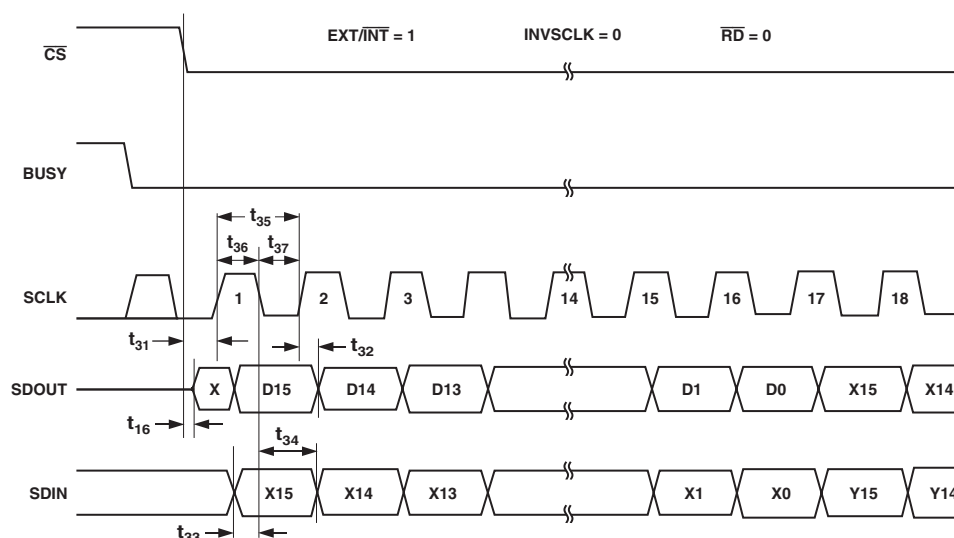 EXT/INT = 1 INVSCLK = 0 RD = 0
CS
BUSY
t35
t36 t37
SCLK 1 2 3 14 15 16 17 18
t31 t32
SDOUT X D15 D14 D13 D1 D0 X15 X14
t16 t34
SDIN X15 X14 X13 X1 X0 Y15 Y14
t33